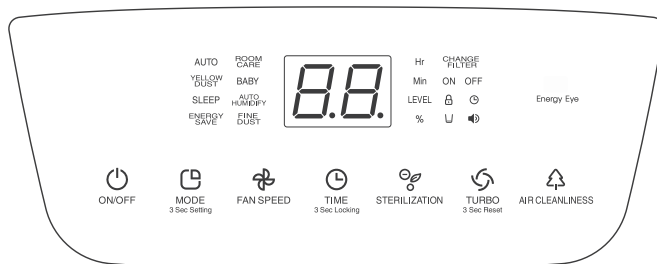 AUTO
ROOM
CARE
YELLOW
DUST
BABY
SLEEP
AUTO
HUMIDIFY
ENERGY
SAVE
FINE
DUST
88
Hr
CHANGE
FILTER
Min
ON OFF
LEVEL
%
Energy Eye
ON/OFF
MODE
3 Sec Setting
FAN SPEED
TIME
3 Sec Locking
STERILIZATION
TURBO
3 Sec Reset
AIR CLEANLINESS